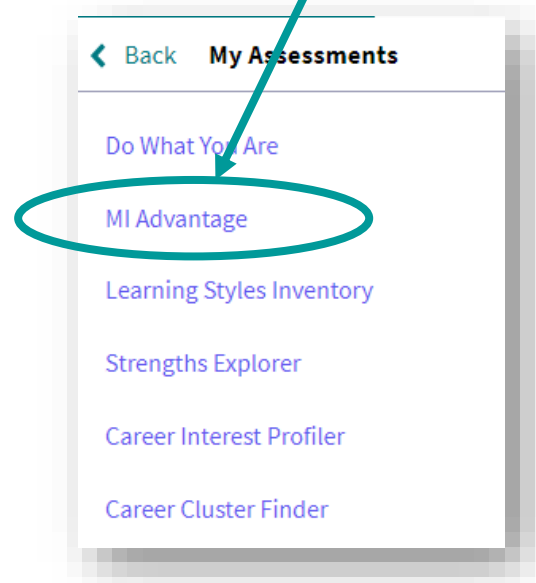 Back My Assessments
Do What You Are
MI Advantage
Learning Styles Inventory
Strengths Explorer
Career Interest Profiler
Career Cluster Finder